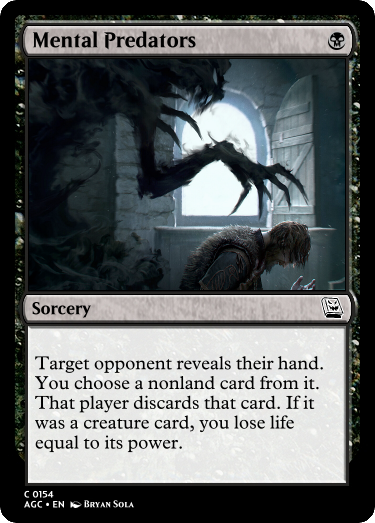 Mental Predators
Sorcery
Target opponent reveals their hand.
You choose a nonland card from it.
That player discards that card. If it
was a creature card, you lose life
equal to its power.
C 0154
AGC • EN Bryan Sola